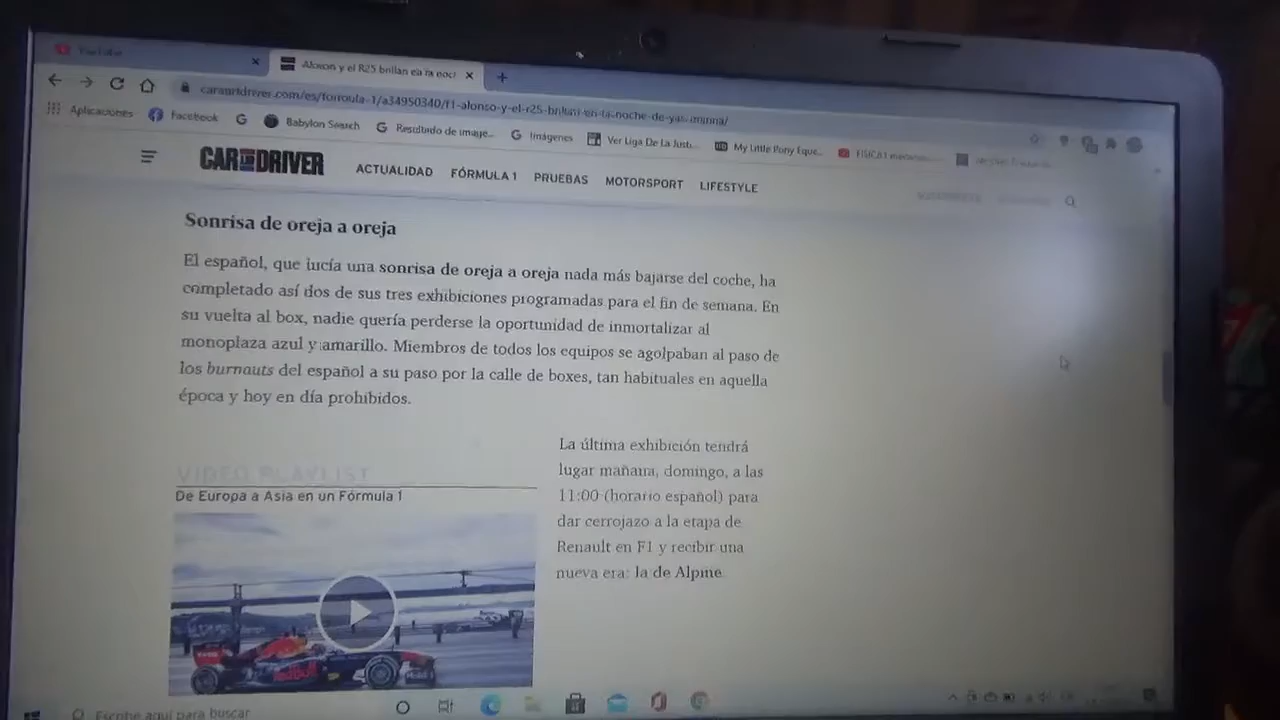 YouTube
Alonso y el R25 brillan en la noch
caranddriver.com/es/formula-1/a34950340/f1-alonso-y-el-r25-brillan-en-la-noche-de-yas-marina/
Aplicaciones
Facebook
Babylon Search
Resultado de image...
Imágenes
Ver Liga De La Justi...
My Little Pony Eque...
CAR AND DRIVER
ACTUALIDAD
FÓRMULA 1
PRUEBAS
MOTORSPORT
LIFESTYLE
Sonrisa de oreja a oreja
El español, que lucía una sonrisa de oreja a oreja nada más bajarse del coche, ha
completado así dos de sus tres exhibiciones programadas para el fin de semana. En
su vuelta al box, nadie quería perderse la oportunidad de inmortalizar al
monoplaza azul y amarillo. Miembros de todos los equipos se agolpaban al paso de
los burnauts del español a su paso por la calle de boxes, tan habituales en aquella
época y hoy en día prohibidos.
VIDEO PLAYLIST
De Europa a Asia en un Fórmula 1
La última exhibición tendrá
lugar mañana, domingo, a las
11:00 (horario español) para
dar cerrojazo a la etapa de
Renault en F1 y recibir una
nueva era: la de Alpine
Red Bull
Escribe aquí para buscar